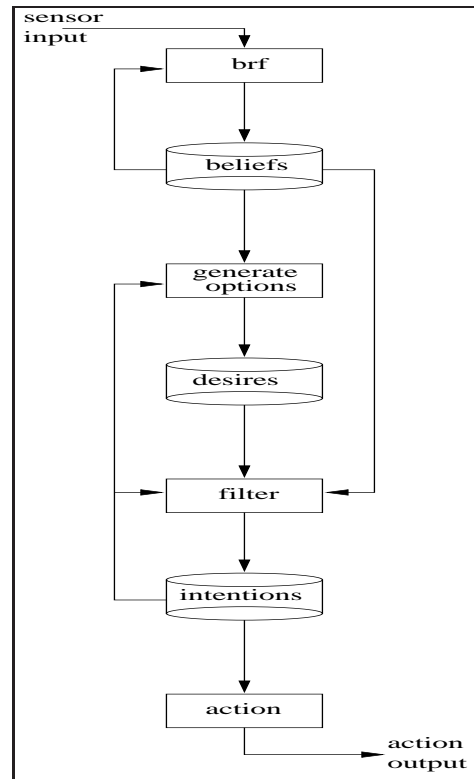 sensor
input
brf
beliefs
generate
options
desires
filter
intentions
action
action
output